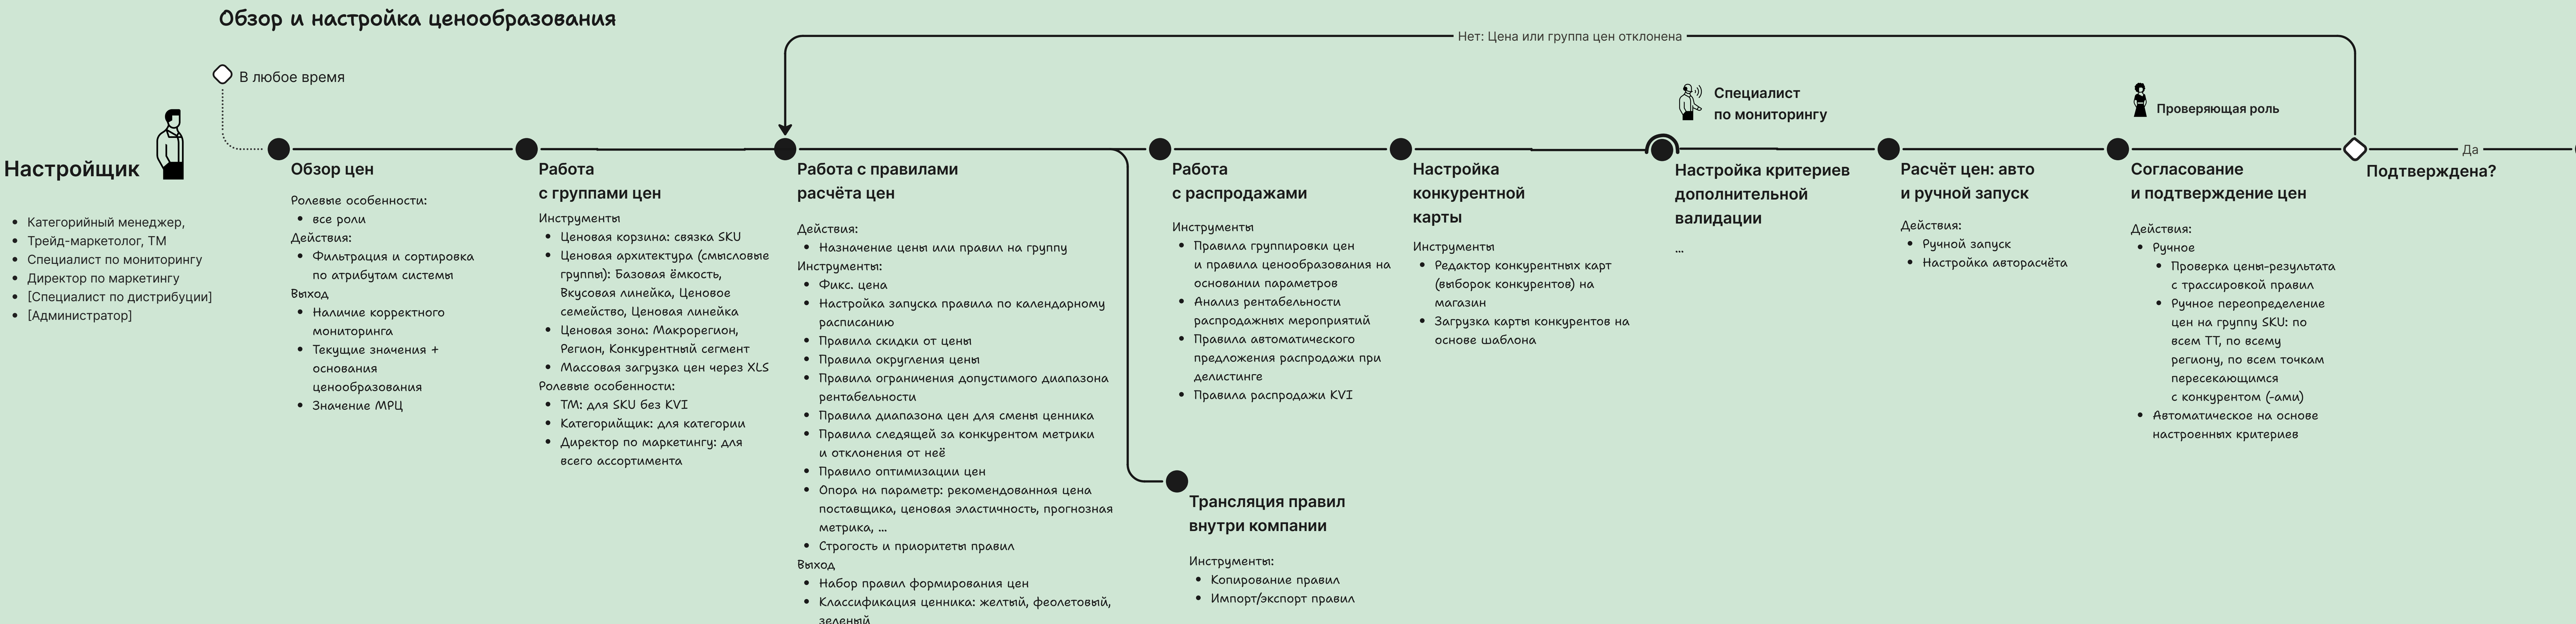 Обзор и настройка ценообразования
Нет: Цена или группа цен отклонена
В любое время
Настройщик
Категорийный менеджер,
Трейд-маркетолог, ТМ
Специалист по мониторингу
Директор по маркетингу
[Специалист по дистрибуции]
[Администратор]
Обзор цен
Ролевые особенности:
все роли
Действия:
Фильтрация и сортировка
по атрибутам системы
Выход
Наличие корректного
мониторинга
Текущие значения +
основания
ценообразования
Значение МРЦ
Работа
с группами цен
Инструменты
Ценовая корзина: связка SKU
Ценовая архитектура (смысловые
группы): Базовая ёмкость,
Вкусовая линейка, Ценовое
семейство, Ценовая линейка
Ценовая зона: Макрорегион,
Регион, Конкурентный сегмент
Массовая загрузка цен через XLS
Ролевые особенности:
ТМ: для SKU без KVI
Категорийщик: для категории
Директор по маркетингу: для
всего ассортимента
Работа с правилами
расчёта цен
Действия:
Назначение цены или правил на группу
Инструменты:
Фикс. цена
Настройка запуска правила по календарному
расписанию
Правила скидки от цены
Правила округления цены
Правила ограничения допустимого диапазона
рентабельности
Правила диапазона цен для смены ценника
Правила следящей за конкурентом метрики
и отклонения от неё
Правило оптимизации цен
Опора на параметр: рекомендованная цена
поставщика, ценовая эластичность, прогнозная
метрика, ...
Строгость и приоритеты правил
Выход
Набор правил формирования цен
Классификация ценника: желтый, феолетовый,
зеленый
Работа
с распродажами
Инструменты
Правила группировки цен
и правила ценообразования на
основании параметров
Анализ рентабельности
распродажных мероприятий
Правила автоматического
предложения распродажи при
делистинге
Правила распродажи KVI
Трансляция правил
внутри компании
Инструменты:
Копирование правил
Импорт/экспорт правил
Настройка
конкурентной
карты
Инструменты
Редактор конкурентных карт
(выборок конкурентов) на
магазин
Загрузка карты конкурентов на
основе шаблона
Специалист
по мониторингу
Настройка критериев
дополнительной
валидации
...
Расчёт цен: авто
и ручной запуск
Действия:
Ручной запуск
Настройка авторасчёта
Проверяющая роль
Согласование
и подтверждение цен
Действия:
Ручное
Проверка цены-результата
с трассировкой правил
Ручное переопределение
цен на группу SKU: по
всем ТТ, по всему
региону, по всем точкам
пересекающимся
с конкурентом (-ами)
Автоматическое на основе
настроенных критериев
Подтверждена?
Да